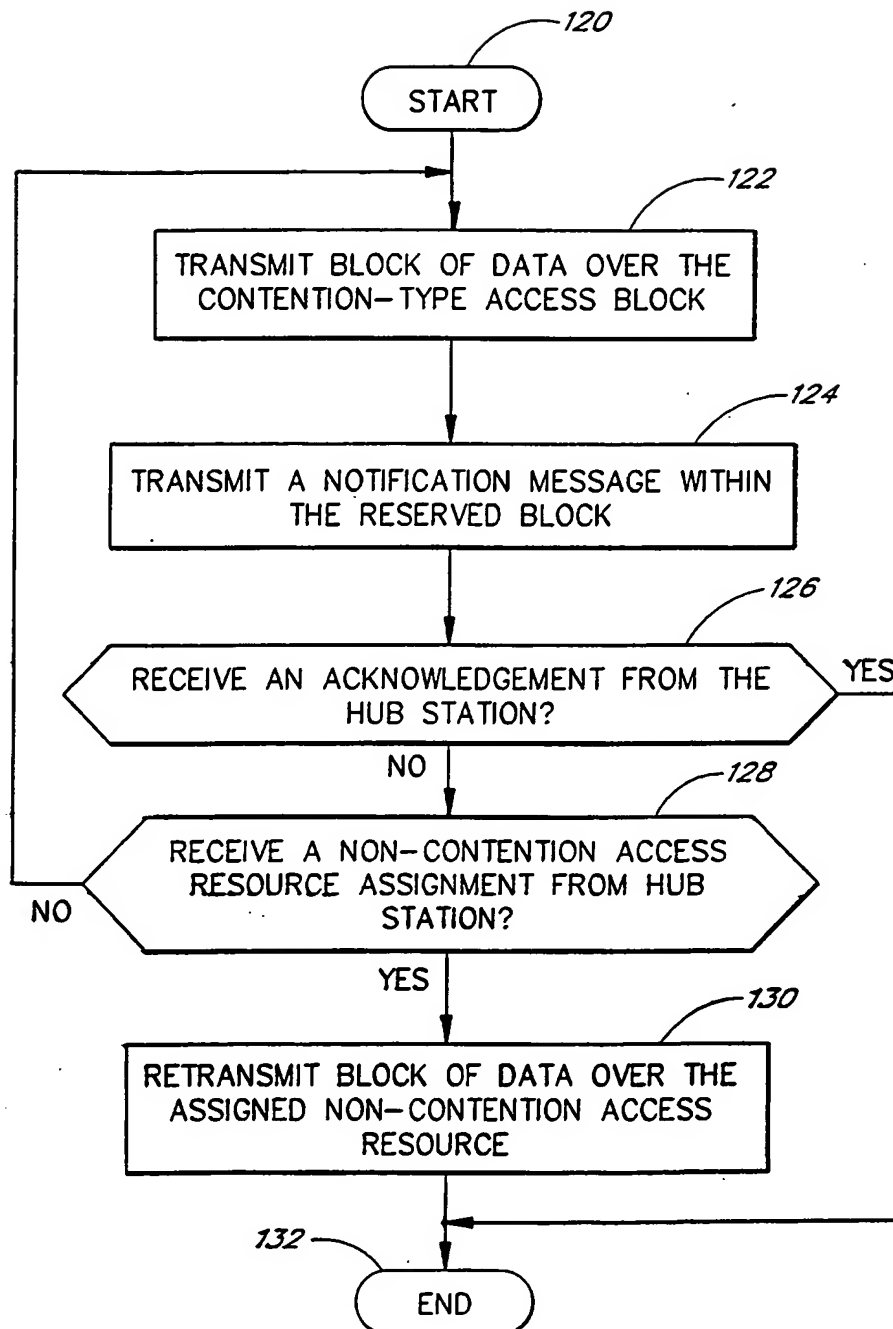 120
START
122
TRANSMIT BLOCK OF DATA OVER THE
CONTENTION-TYPE ACCESS BLOCK
124
TRANSMIT A NOTIFICATION MESSAGE WITHIN
THE RESERVED BLOCK
126
RECEIVE AN ACKNOWLEDGEMENT FROM THE
HUB STATION?
YES
NO
128
RECEIVE A NON-CONTENTION ACCESS
RESOURCE ASSIGNMENT FROM HUB
STATION?
NO
YES
130
RETRANSMIT BLOCK OF DATA OVER THE
ASSIGNED NON-CONTENTION ACCESS
RESOURCE
132
END